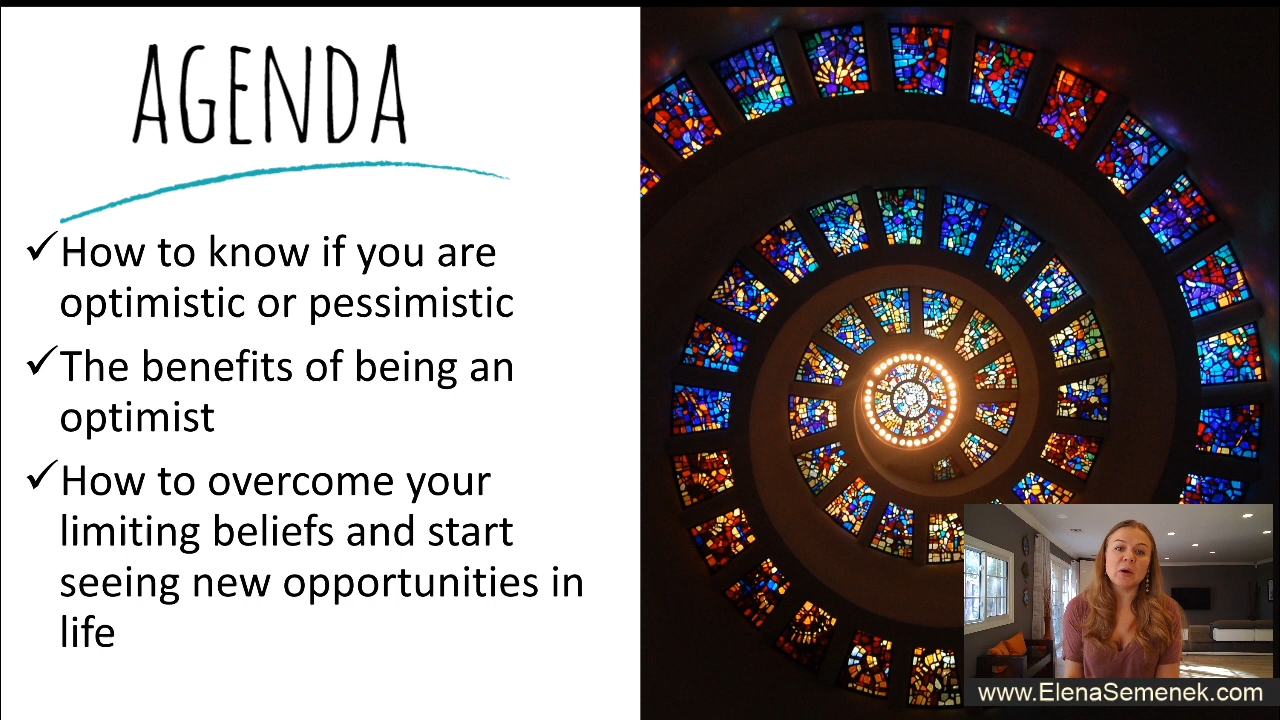 AGENDA
✓How to know if you are
optimistic or pessimistic
✓The benefits of being an
optimist
✓How to overcome your
limiting beliefs and start
seeing new opportunities in
life
www.ElenaSemenek.com